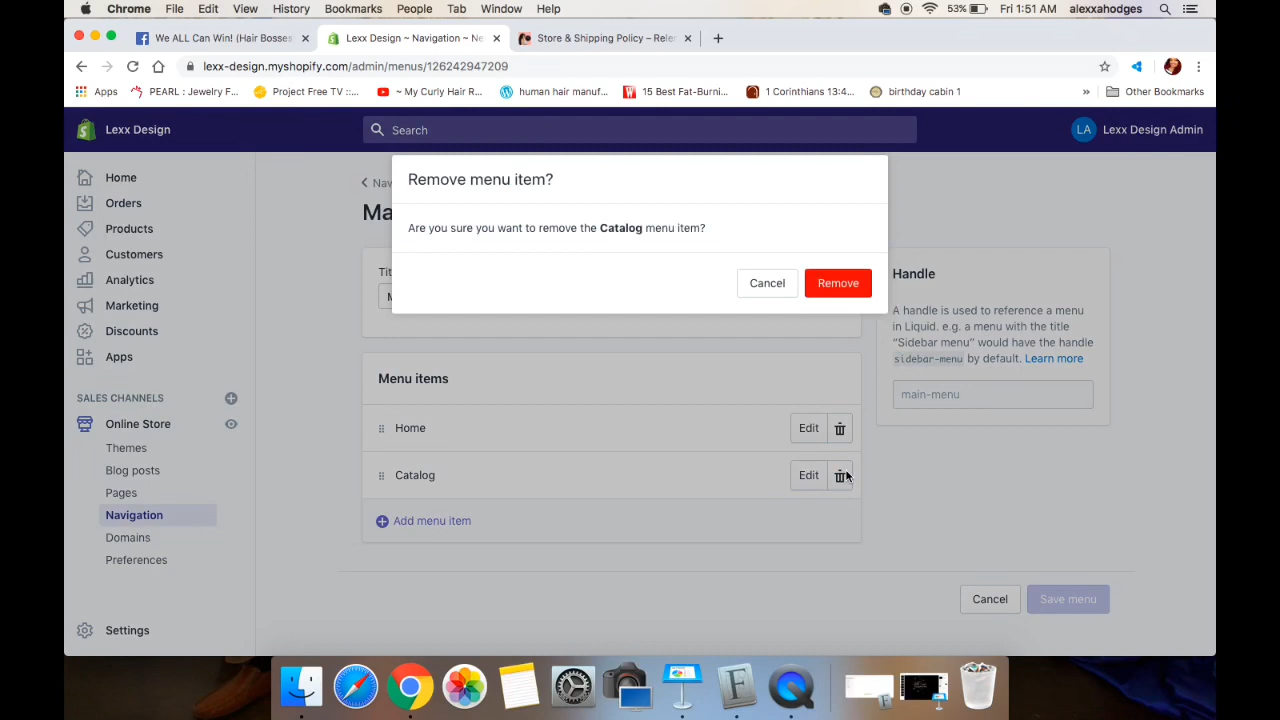 Chrome File Edit View History Bookmarks People Tab Window Help 53% Fri 1:51 AM alexxahodges
We ALL Can Win! (Hair Bosses Lexx Design ~ Navigation ~ Ne Store & Shipping Policy – Reler
lexx-design.myshopify.com/admin/menus/126242947209
Apps PEARL : Jewelry F... Project Free TV ::... ~ My Curly Hair R... human hair manuf... 15 Best Fat-Burni... 1 Corinthians 13:4... birthday cabin 1 » Other Bookmarks
Lexx Design Search LA Lexx Design Admin
Home
Orders
Products
Customers
Analytics
Marketing
Discounts
Apps
SALES CHANNELS
Online Store
Themes
Blog posts
Pages
Navigation
Domains
Preferences
Settings
Nav
Ma
Remove menu item?
Are you sure you want to remove the Catalog menu item?
Cancel Remove
Tit
M
Menu items
Home Edit
Catalog Edit
Add menu item
Handle
A handle is used to reference a menu
in Liquid. e.g. a menu with the title
“Sidebar menu” would have the handle
sidebar-menu by default. Learn more
main-menu
Cancel Save menu